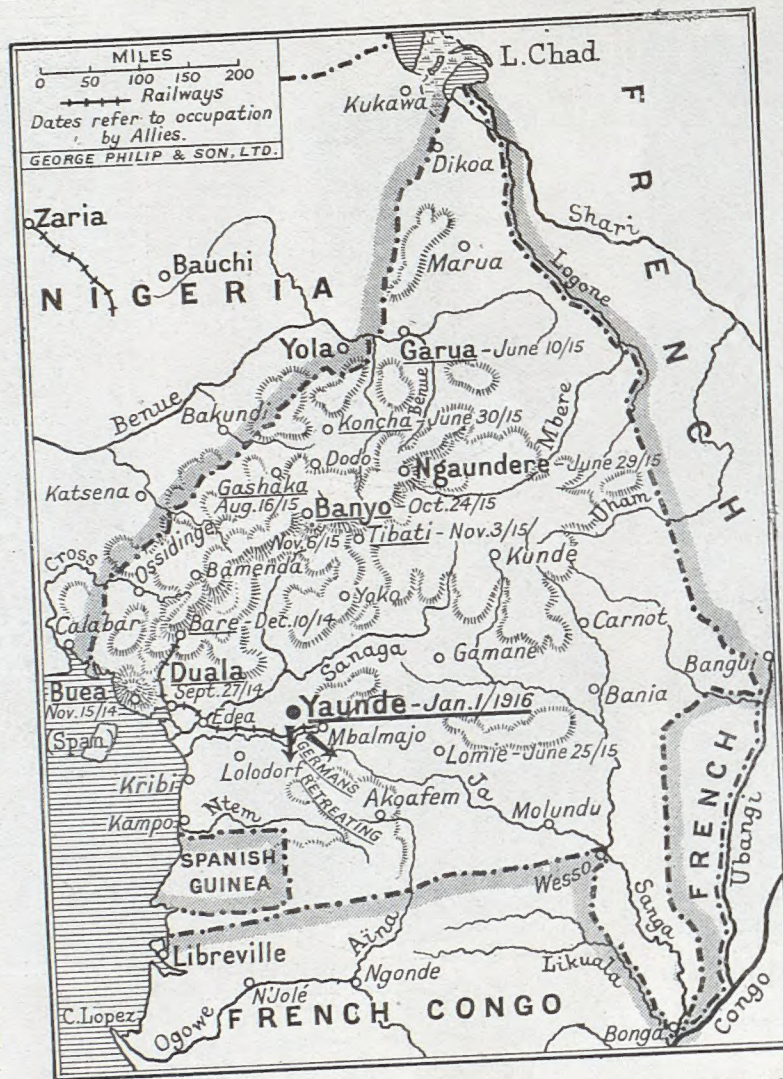 MILES
0 50 100 150 200
Railways
Dates refer to occupation
by Allies.
GEORGE PHILIP & SON, LTD.
L. Chad
Kukawa
FRENCH
Dikoa
Zaria
Shari
Bauchi
Marua
Logone
NIGERIA
Yola
Garua - June 10/15
Benue
Benue
Bakundi
Koncha - June 30/15
Mbere
Dodo
Ngaundere - June 29/15
Katsena
Gashaka
Aug. 16/15
Banyo - Oct. 24/15
Uham
Nov. 6/15
Tibati - Nov. 3/15
Cross
Ossidinge
Kunde
Bamenda
Yoko
Carnot
Calabar
Bare - Dec. 10/14
Gamane
Bangui
Sanaga
Duala
Sept. 27/14
Buea
Nov. 15/14
Bania
Yaunde - Jan. 1/1916
Edea
(Span.)
Mbalmajo
Lomie - June 25/15
Lolodorf
GERMANS
RETREATING
Ja
Kribi
Akoafem
Molundu
FRENCH
Ubangi
Kampo
Ntem
SPANISH
GUINEA
Wesso
Sanga
Aïna
Libreville
Likuala
Ngonde
N'Jolé
C. Lopez
Ogowe
FRENCH CONGO
Bonga
Congo